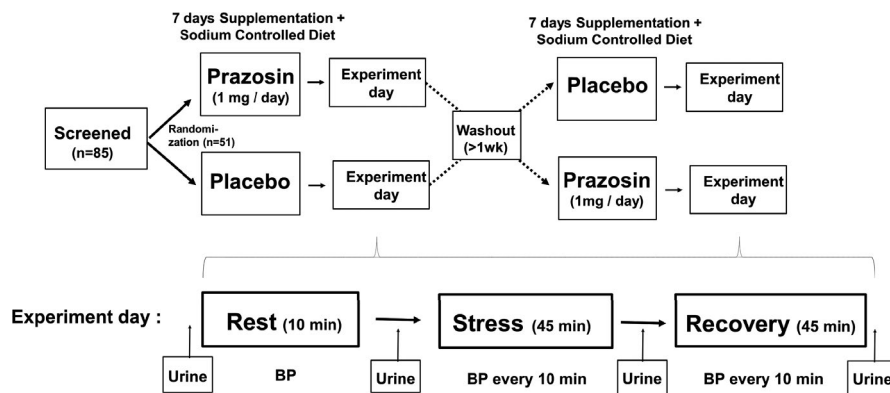 7 days Supplementation +
Sodium Controlled Diet
7 days Supplementation +
Sodium Controlled Diet
Prazosin
(1 mg / day)
Experiment
day
Placebo
Experiment
day
Screened
(n=85)
Randomi-
zation (n=51)
Washout
(>1wk)
Placebo
Experiment
day
Prazosin
(1mg / day)
Experiment
day
Experiment day :
Rest (10 min)
Stress (45 min)
Recovery (45 min)
Urine
BP
Urine
BP every 10 min
Urine
BP every 10 min
Urine